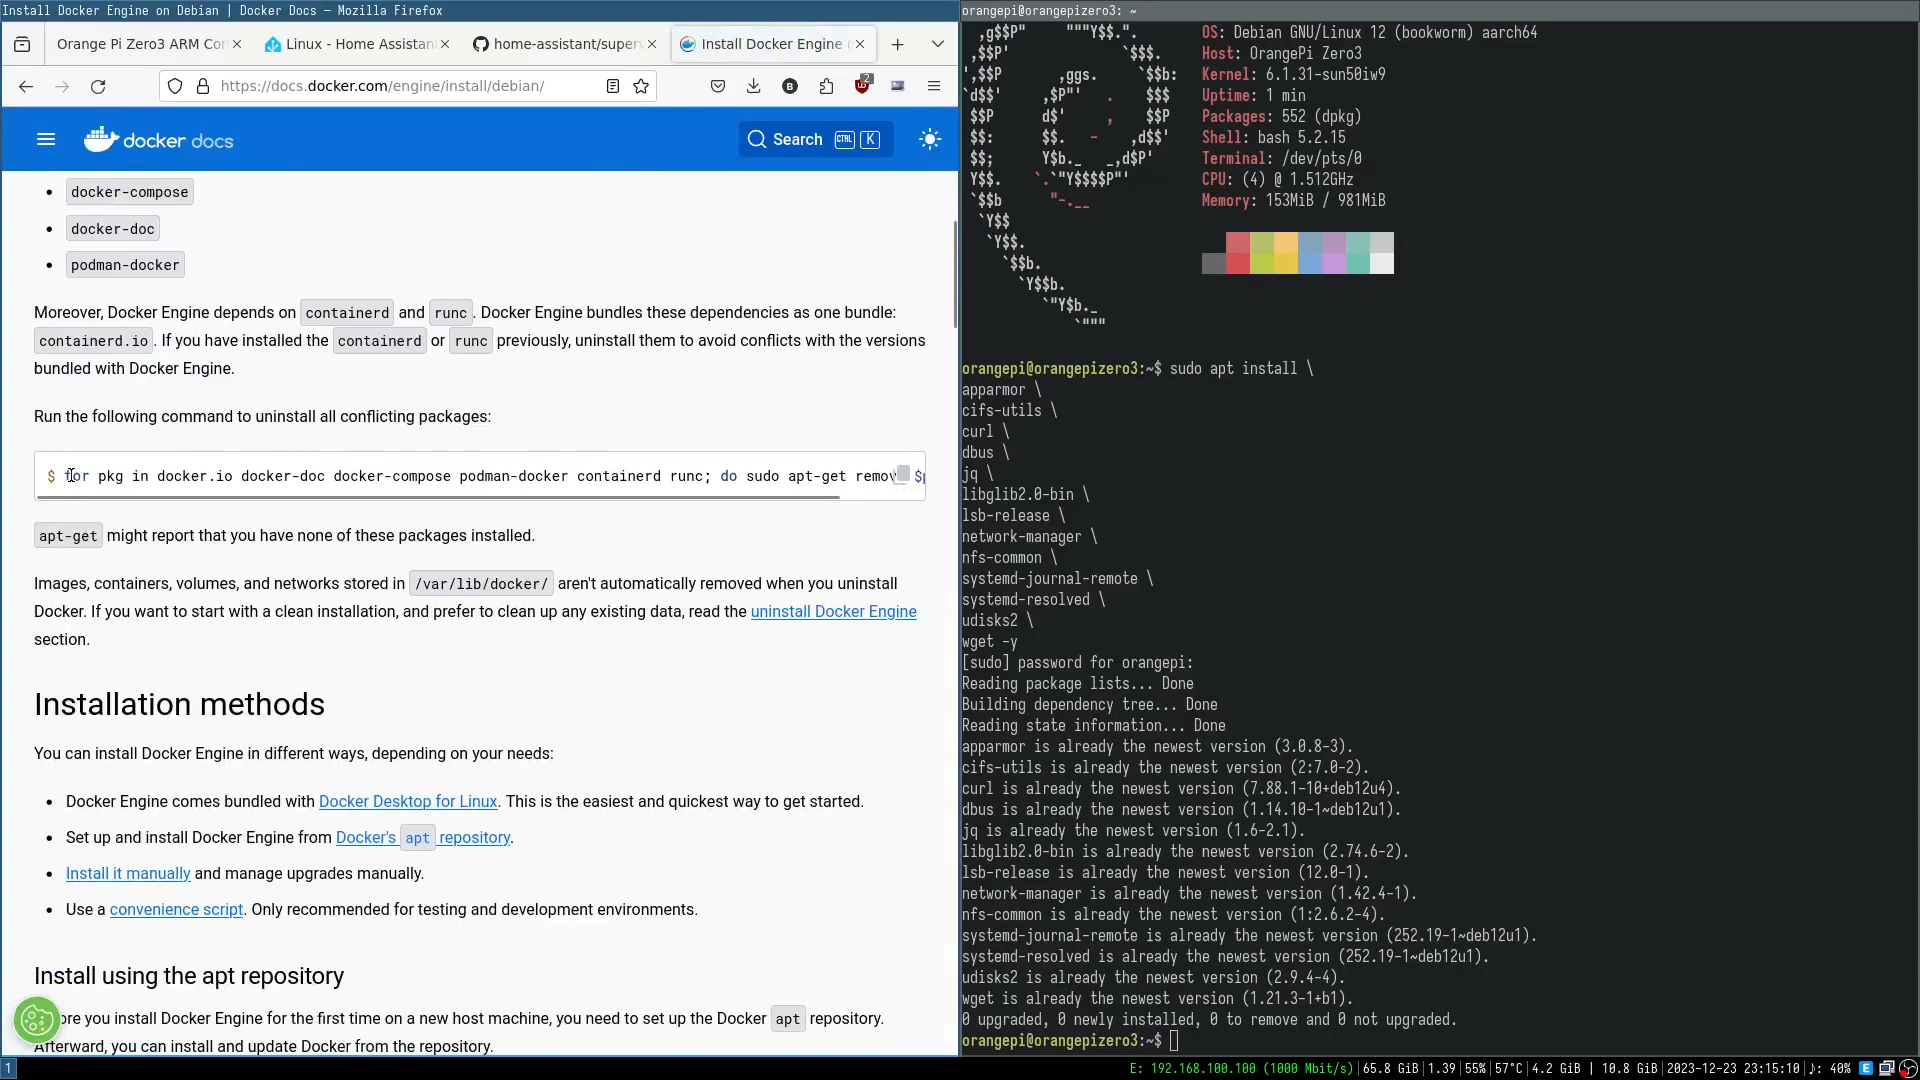 Install Docker Engine on Debian | Docker Docs — Mozilla Firefox
Orange Pi Zero3 ARM Cor
Linux - Home Assistan
home-assistant/superv
Install Docker Engine o
https://docs.docker.com/engine/install/debian/
2
docker docs
Search CTRL K
docker-compose
docker-doc
podman-docker
Moreover, Docker Engine depends on containerd and runc. Docker Engine bundles these dependencies as one bundle:
containerd.io. If you have installed the containerd or runc previously, uninstall them to avoid conflicts with the versions
bundled with Docker Engine.
Run the following command to uninstall all conflicting packages:
$ for pkg in docker.io docker-doc docker-compose podman-docker containerd runc; do sudo apt-get remov $p
apt-get might report that you have none of these packages installed.
Images, containers, volumes, and networks stored in /var/lib/docker/ aren't automatically removed when you uninstall
Docker. If you want to start with a clean installation, and prefer to clean up any existing data, read the uninstall Docker Engine
section.
Installation methods
You can install Docker Engine in different ways, depending on your needs:
Docker Engine comes bundled with Docker Desktop for Linux. This is the easiest and quickest way to get started.
Set up and install Docker Engine from Docker's apt repository.
Install it manually and manage upgrades manually.
Use a convenience script. Only recommended for testing and development environments.
Install using the apt repository
ore you install Docker Engine for the first time on a new host machine, you need to set up the Docker apt repository.
Afterward, you can install and update Docker from the repository.
1
orangepi@orangepizero3: ~
,g$$P" """Y$$.". OS: Debian GNU/Linux 12 (bookworm) aarch64
,$$P' `$$$. Host: OrangePi Zero3
',$$P ,ggs. `$$b: Kernel: 6.1.31-sun50iw9
`d$$' ,$P"' . $$$ Uptime: 1 min
$$P d$' , $$P Packages: 552 (dpkg)
$$: $$. - ,d$$' Shell: bash 5.2.15
$$; Y$b._ _,d$P' Terminal: /dev/pts/0
Y$$. `.`"Y$$$$P"' CPU: (4) @ 1.512GHz
`$$b "-.__ Memory: 153MiB / 981MiB
`Y$$
`Y$$.
`$$b.
`Y$$b.
`"Y$b._
`"""
orangepi@orangepizero3:~$ sudo apt install \
apparmor \
cifs-utils \
curl \
dbus \
jq \
libglib2.0-bin \
lsb-release \
network-manager \
nfs-common \
systemd-journal-remote \
systemd-resolved \
udisks2 \
wget -y
[sudo] password for orangepi:
Reading package lists... Done
Building dependency tree... Done
Reading state information... Done
apparmor is already the newest version (3.0.8-3).
cifs-utils is already the newest version (2:7.0-2).
curl is already the newest version (7.88.1-10+deb12u4).
dbus is already the newest version (1.14.10-1~deb12u1).
jq is already the newest version (1.6-2.1).
libglib2.0-bin is already the newest version (2.74.6-2).
lsb-release is already the newest version (12.0-1).
network-manager is already the newest version (1.42.4-1).
nfs-common is already the newest version (1:2.6.2-4).
systemd-journal-remote is already the newest version (252.19-1~deb12u1).
systemd-resolved is already the newest version (252.19-1~deb12u1).
udisks2 is already the newest version (2.9.4-4).
wget is already the newest version (1.21.3-1+b1).
0 upgraded, 0 newly installed, 0 to remove and 0 not upgraded.
orangepi@orangepizero3:~$
E: 192.168.100.100 (1000 Mbit/s)|65.8 GiB|1.39|55%|57°C|4.2 GiB | 10.8 GiB|2023-12-23 23:15:10|♪: 40%